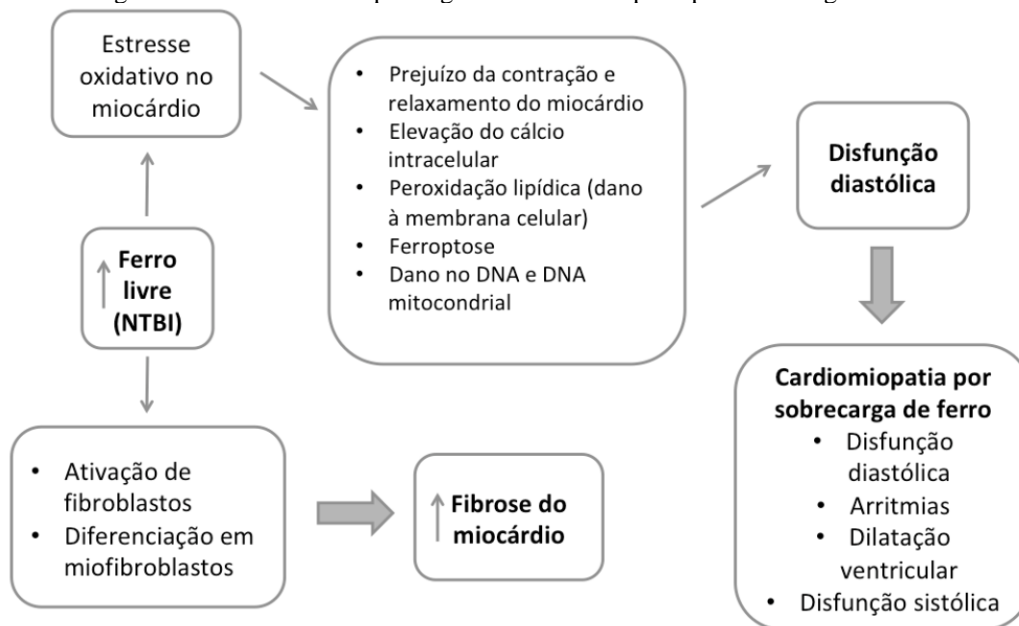 Estresse
oxidativo no
miocárdio
• Prejuízo da contração e
relaxamento do miocárdio
• Elevação do cálcio
intracelular
• Peroxidação lipídica (dano
à membrana celular)
• Ferroptose
• Dano no DNA e DNA
mitocondrial
Disfunção
diastólica
Ferro
livre
(NTBI)
Cardiomiopatia por
sobrecarga de ferro
• Disfunção
diastólica
• Arritmias
• Dilatação
ventricular
• Disfunção sistólica
• Ativação de
fibroblastos
• Diferenciação em
miofibroblastos
Fibrose do
miocárdio